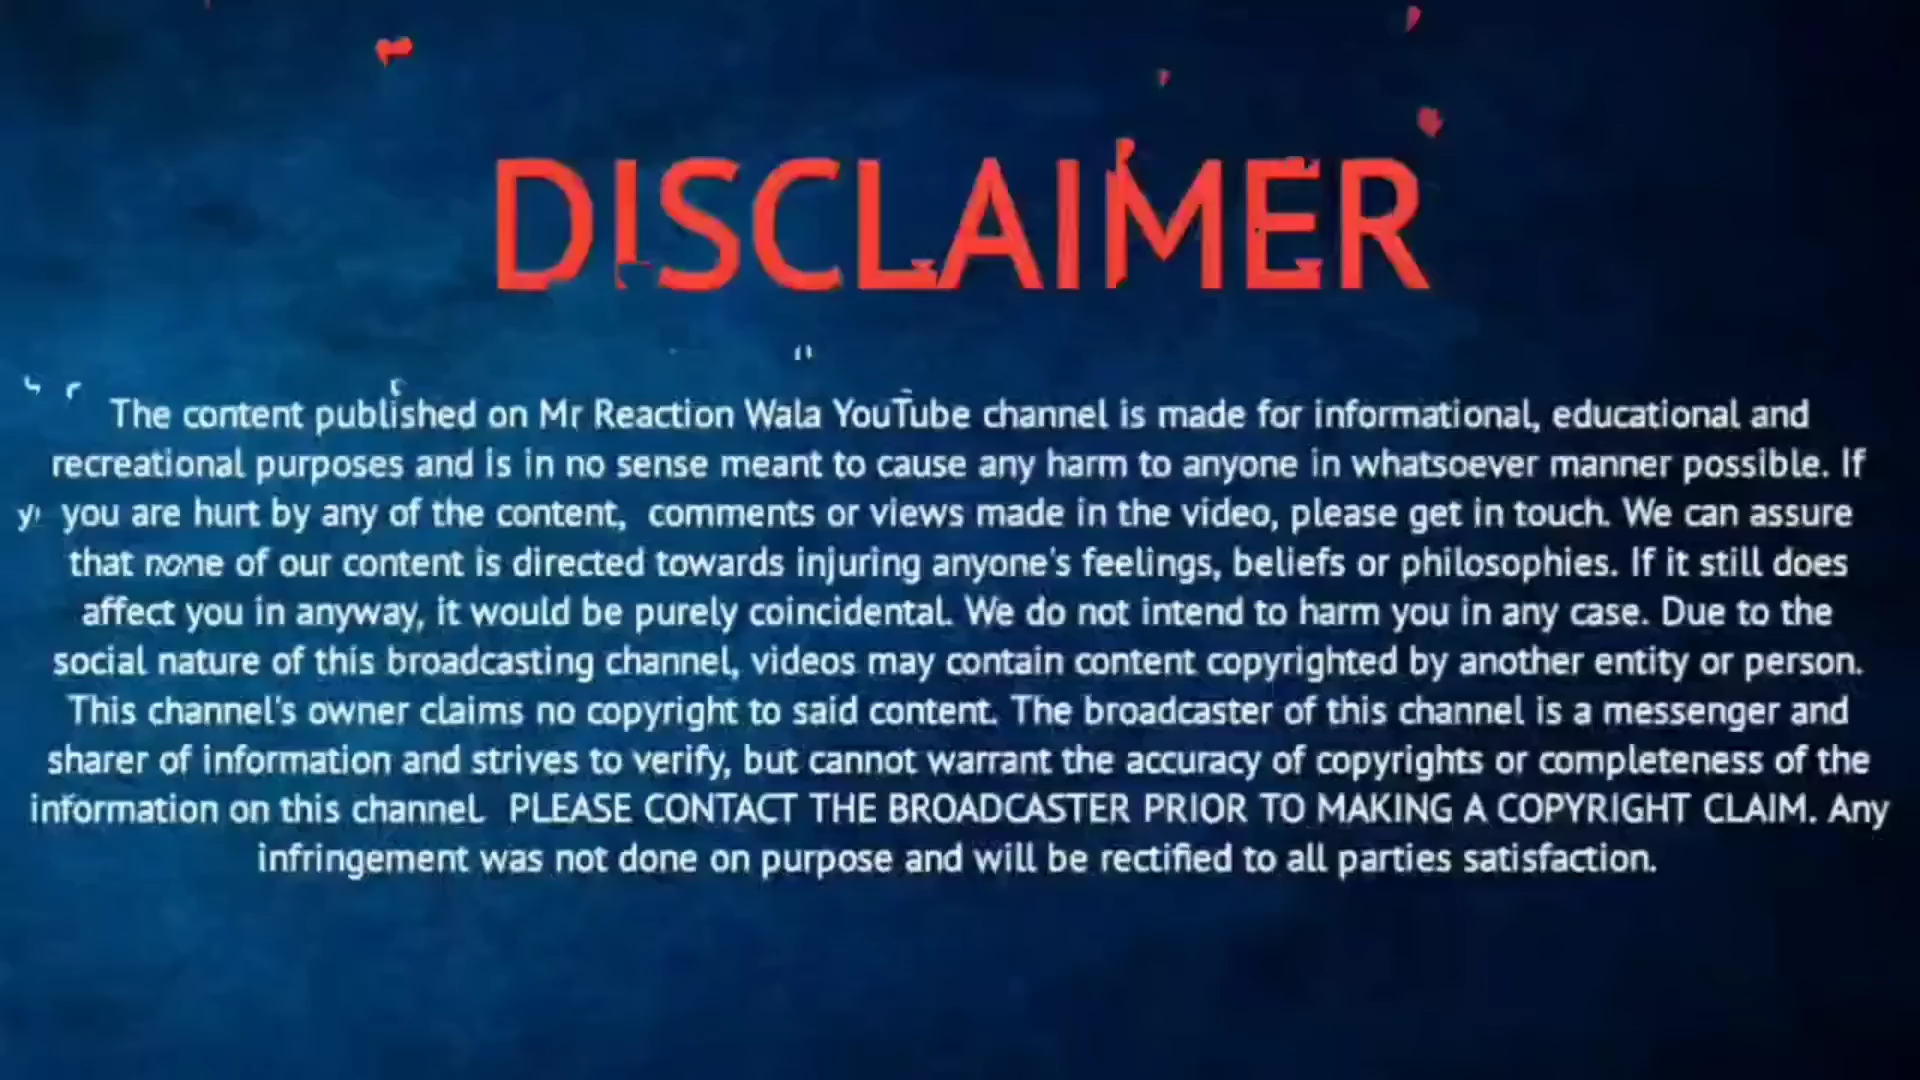 DISCLAIMER
The content published on Mr Reaction Wala YouTube channel is made for informational, educational and
recreational purposes and is in no sense meant to cause any harm to anyone in whatsoever manner possible. If
you are hurt by any of the content,  comments or views made in the video, please get in touch. We can assure
that none of our content is directed towards injuring anyone's feelings, beliefs or philosophies. If it still does
affect you in anyway, it would be purely coincidental. We do not intend to harm you in any case. Due to the
social nature of this broadcasting channel, videos may contain content copyrighted by another entity or person.
This channel's owner claims no copyright to said content. The broadcaster of this channel is a messenger and
sharer of information and strives to verify, but cannot warrant the accuracy of copyrights or completeness of the
information on this channel.  PLEASE CONTACT THE BROADCASTER PRIOR TO MAKING A COPYRIGHT CLAIM. Any
infringement was not done on purpose and will be rectified to all parties satisfaction.